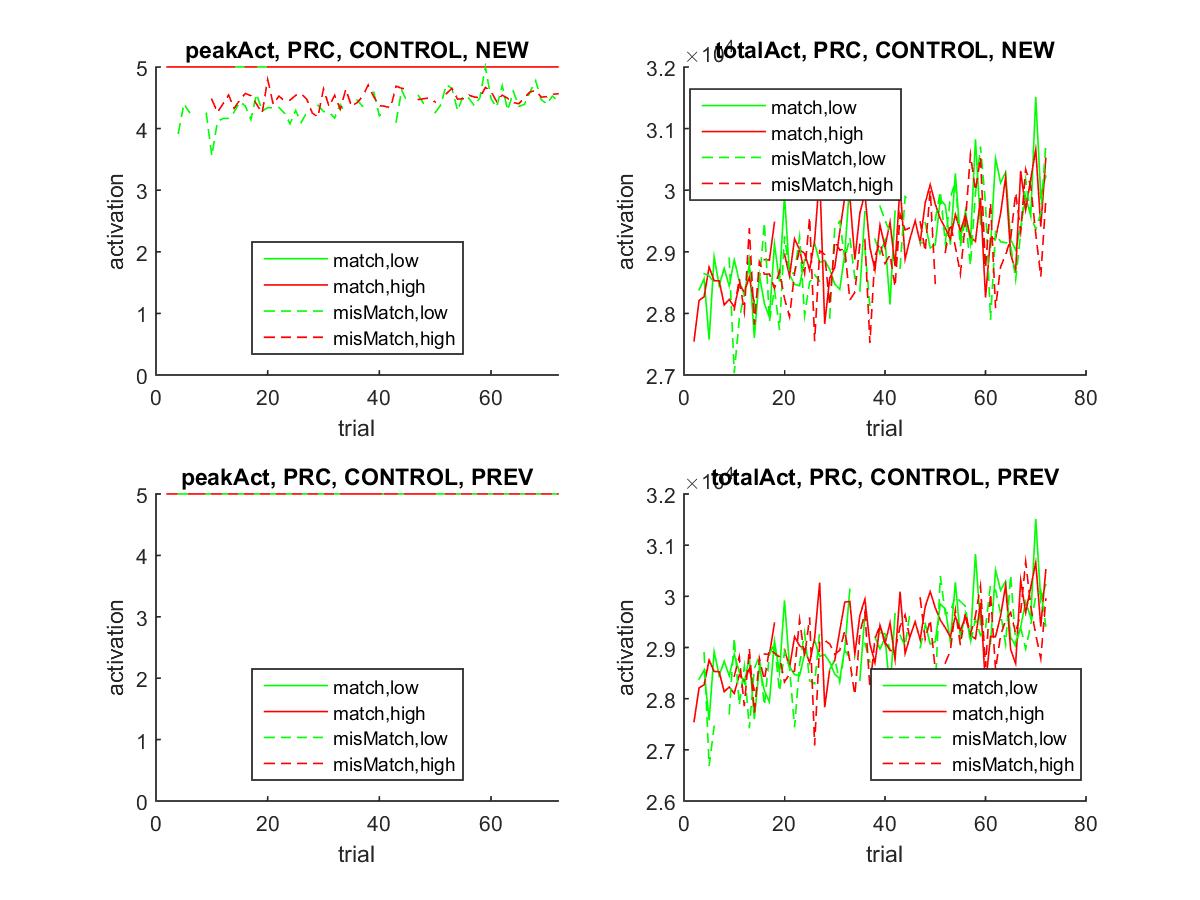 peakAct, PRC, CONTROL, NEW
5
4
3
2
1
0
activation
match,low
match,high
misMatch,low
misMatch,high
0 20 40 60
trial
totalAct, PRC, CONTROL, NEW
×10
3.2
3.1
3
2.9
2.8
2.7
activation
match,low
match,high
misMatch,low
misMatch,high
0 20 40 60 80
trial
peakAct, PRC, CONTROL, PREV
5
4
3
2
1
0
activation
match,low
match,high
misMatch,low
misMatch,high
0 20 40 60
trial
totalAct, PRC, CONTROL, PREV
×10
3.2
3.1
3
2.9
2.8
2.7
2.6
activation
match,low
match,high
misMatch,low
misMatch,high
0 20 40 60 80
trial